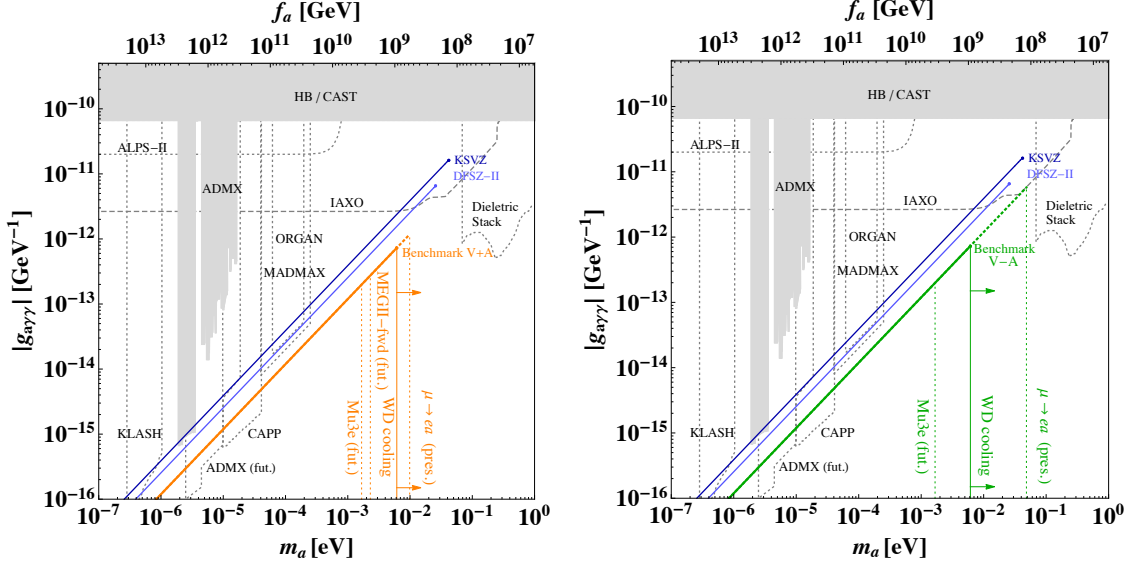 f_a [GeV]
10^13 10^12 10^11 10^10 10^9 10^8 10^7
|g_aγγ| [GeV^−1]
10^−10
10^−11
10^−12
10^−13
10^−14
10^−15
10^−16
HB / CAST
ALPS−II
ADMX
KSVZ
DFSZ−II
IAXO
Dielectric
Stack
ORGAN
Benchmark V+A
MADMAX
MEGII−fwd (fut.)
Mu3e (fut.)
WD cooling
μ → ea (pres.)
KLASH
CAPP
ADMX (fut.)
10^−7 10^−6 10^−5 10^−4 10^−3 10^−2 10^−1 10^0
m_a [eV]
f_a [GeV]
10^13 10^12 10^11 10^10 10^9 10^8 10^7
|g_aγγ| [GeV^−1]
10^−10
10^−11
10^−12
10^−13
10^−14
10^−15
10^−16
HB / CAST
ALPS−II
ADMX
KSVZ
DFSZ−II
IAXO
Dielectric
Stack
ORGAN
Benchmark
V−A
MADMAX
Mu3e (fut.)
WD cooling
μ → ea (pres.)
KLASH
CAPP
ADMX (fut.)
10^−7 10^−6 10^−5 10^−4 10^−3 10^−2 10^−1 10^0
m_a [eV]